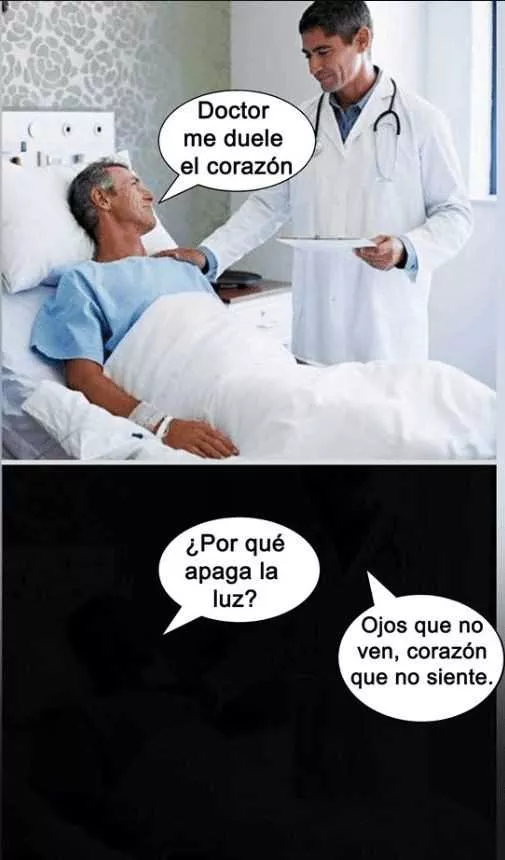 Doctor
me duele
el corazón
¿Por qué
apaga la
luz?
Ojos que no
ven, corazón
que no siente.